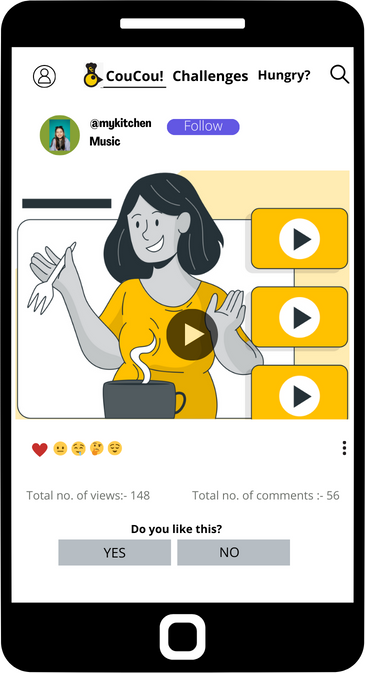 CouCou! Challenges Hungry?
@mykitchen Follow
Music
Total no. of views:- 148 Total no. of comments :- 56
Do you like this?
YES NO